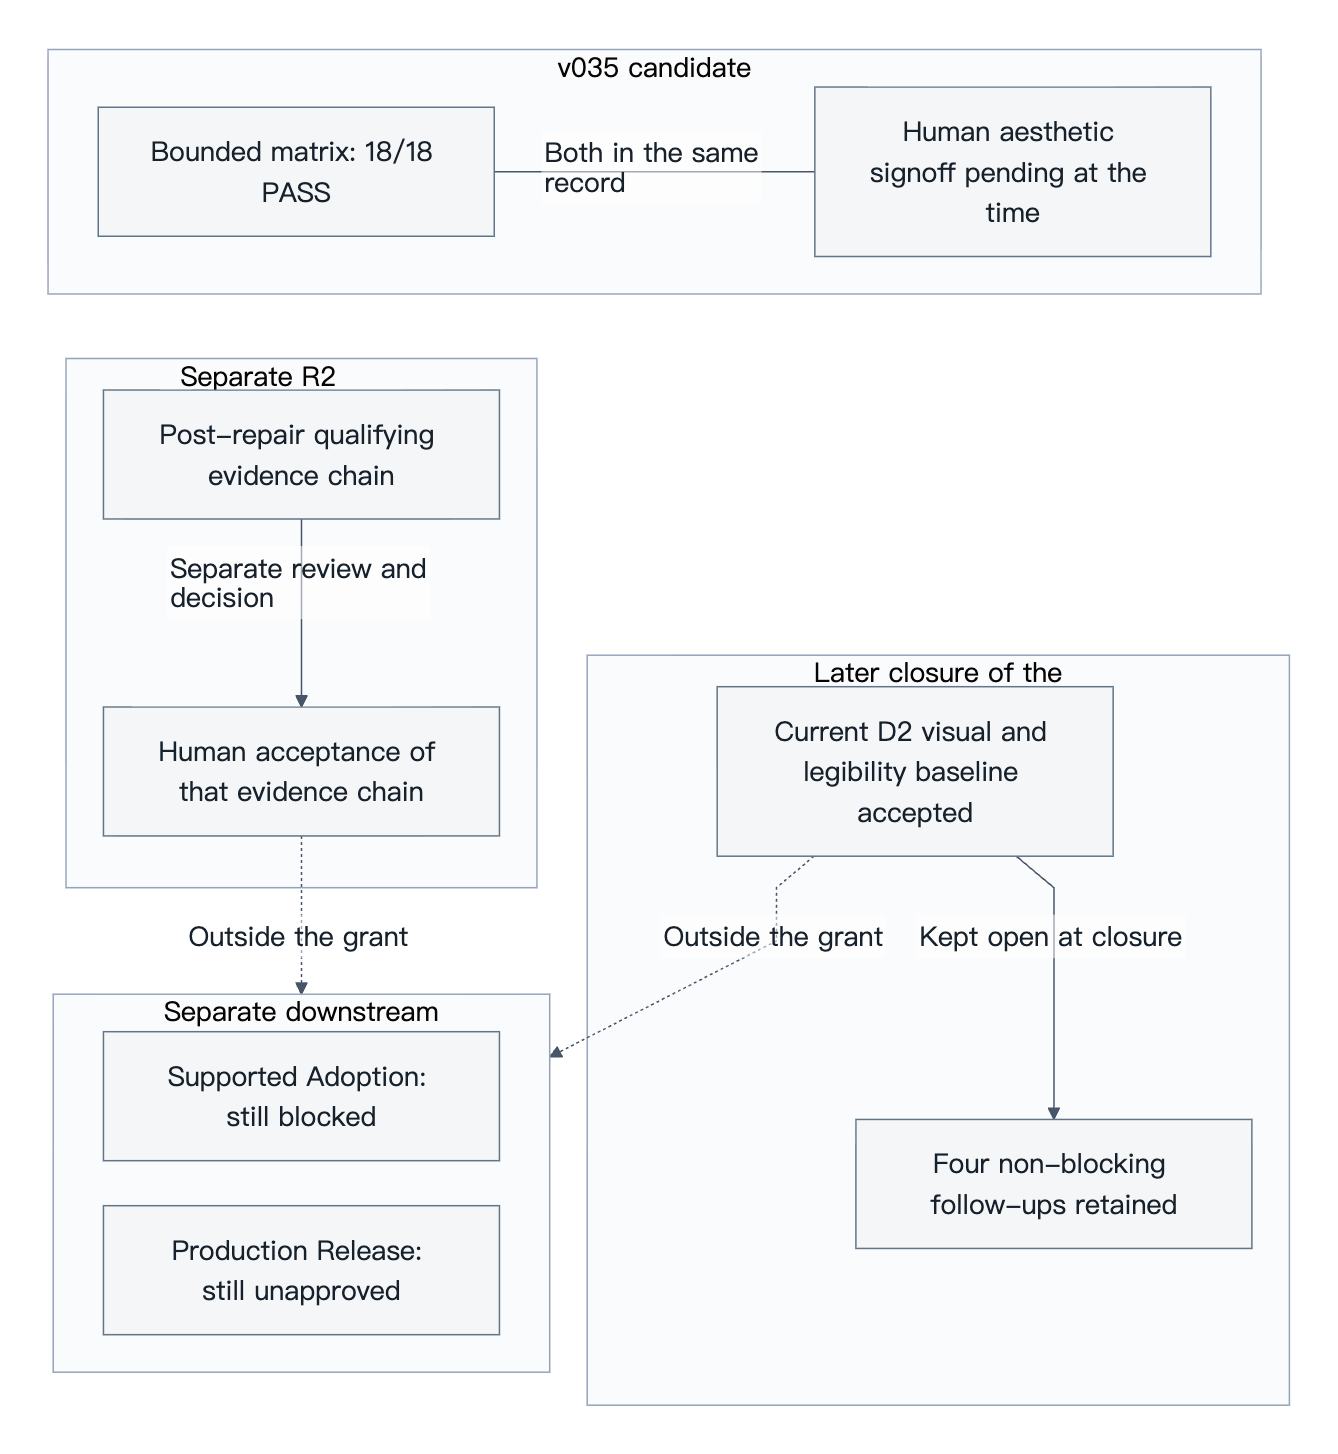 v035 candidate
Bounded matrix: 18/18
PASS
Both in the same
record
Human aesthetic
signoff pending at the
time
Separate R2
Post-repair qualifying
evidence chain
Separate review and
decision
Human acceptance of
that evidence chain
Outside the grant
Later closure of the
Current D2 visual and
legibility baseline
accepted
Outside the grant
Kept open at closure
Separate downstream
Supported Adoption:
still blocked
Production Release:
still unapproved
Four non-blocking
follow-ups retained